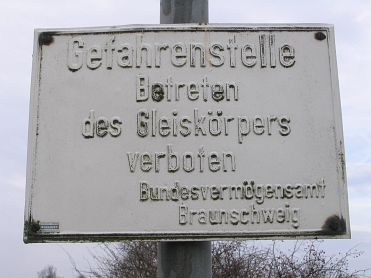 Gefahrenstelle
Betreten
des Gleiskörpers
verboten
Bundesvermögensamt
Braunschweig